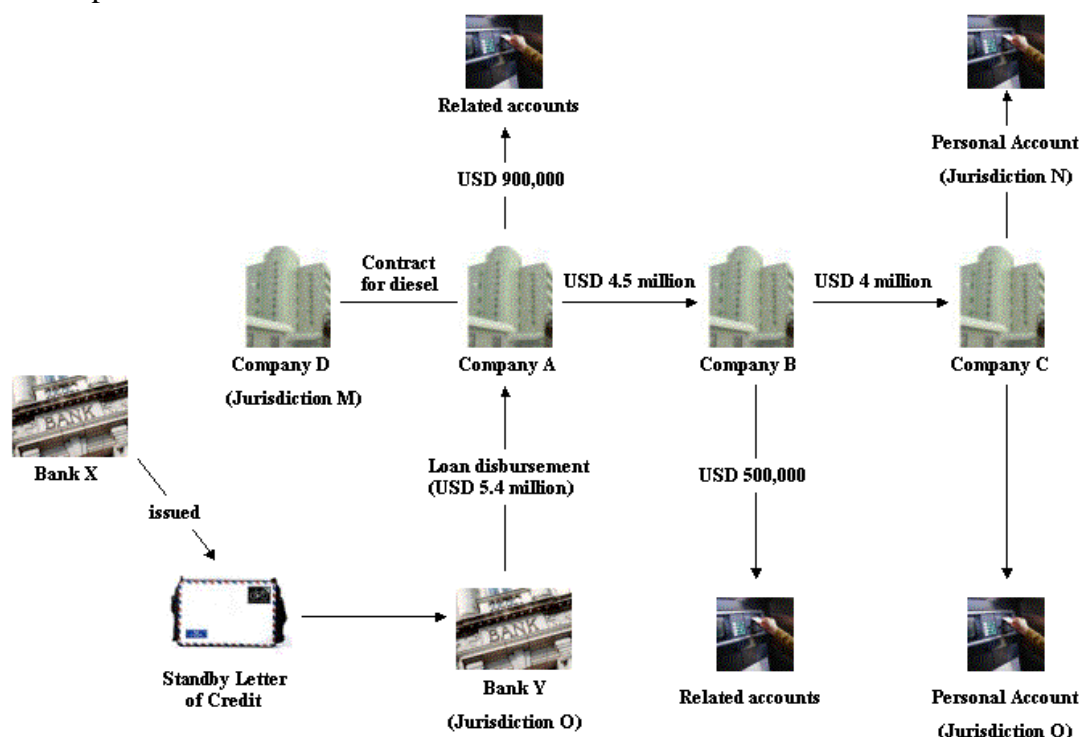 Related accounts
Personal Account
(Jurisdiction N)
USD 900,000
Contract
for diesel
USD 4.5 million
USD 4 million
Company D
(Jurisdiction M)
Company A
Company B
Company C
BANK
Bank X
Loan disbursement
(USD 5.4 million)
USD 500,000
issued
Standby Letter
of Credit
BANK
Bank Y
(Jurisdiction O)
Related accounts
Personal Account
(Jurisdiction O)